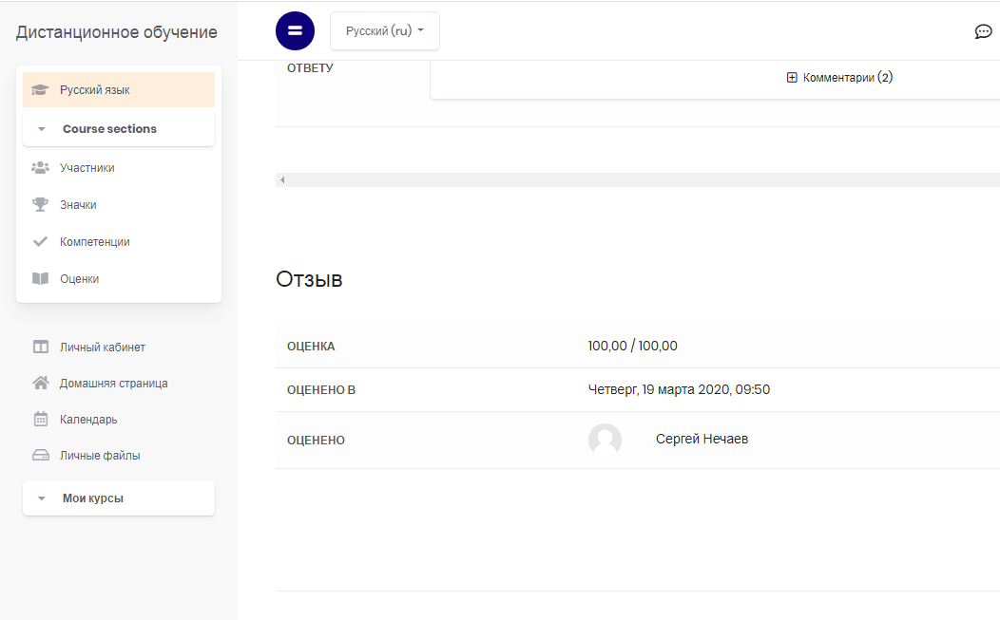 Дистанционное обучение
Русский (ru)
Русский язык
Course sections
Участники
Значки
Компетенции
Оценки
Личный кабинет
Домашняя страница
Календарь
Личные файлы
Мои курсы
ОТВЕТУ
Комментарии (2)
Отзыв
ОЦЕНКА 100,00 / 100,00
ОЦЕНЕНО В Четверг, 19 марта 2020, 09:50
ОЦЕНЕНО Сергей Нечаев